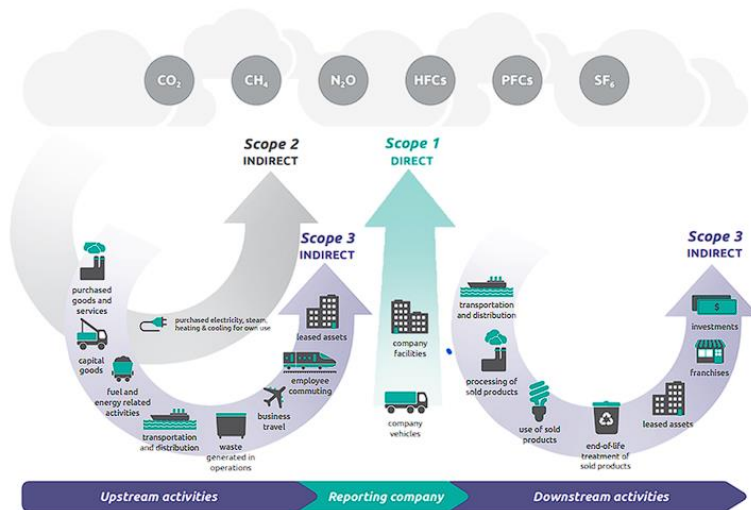 CO₂
CH₄
N₂O
HFCs
PFCs
SF₆
Scope 2
INDIRECT
Scope 1
DIRECT
Scope 3
INDIRECT
Scope 3
INDIRECT
purchased
goods and
services
capital
goods
fuel and
energy related
activities
transportation
and distribution
waste
generated in
operations
business
travel
employee
commuting
leased assets
purchased electricity, steam,
heating & cooling for own use
company
facilities
company
vehicles
transportation
and distribution
processing of
sold products
use of sold
products
end-of-life
treatment of
sold products
leased assets
franchises
$
investments
Upstream activities
Reporting company
Downstream activities